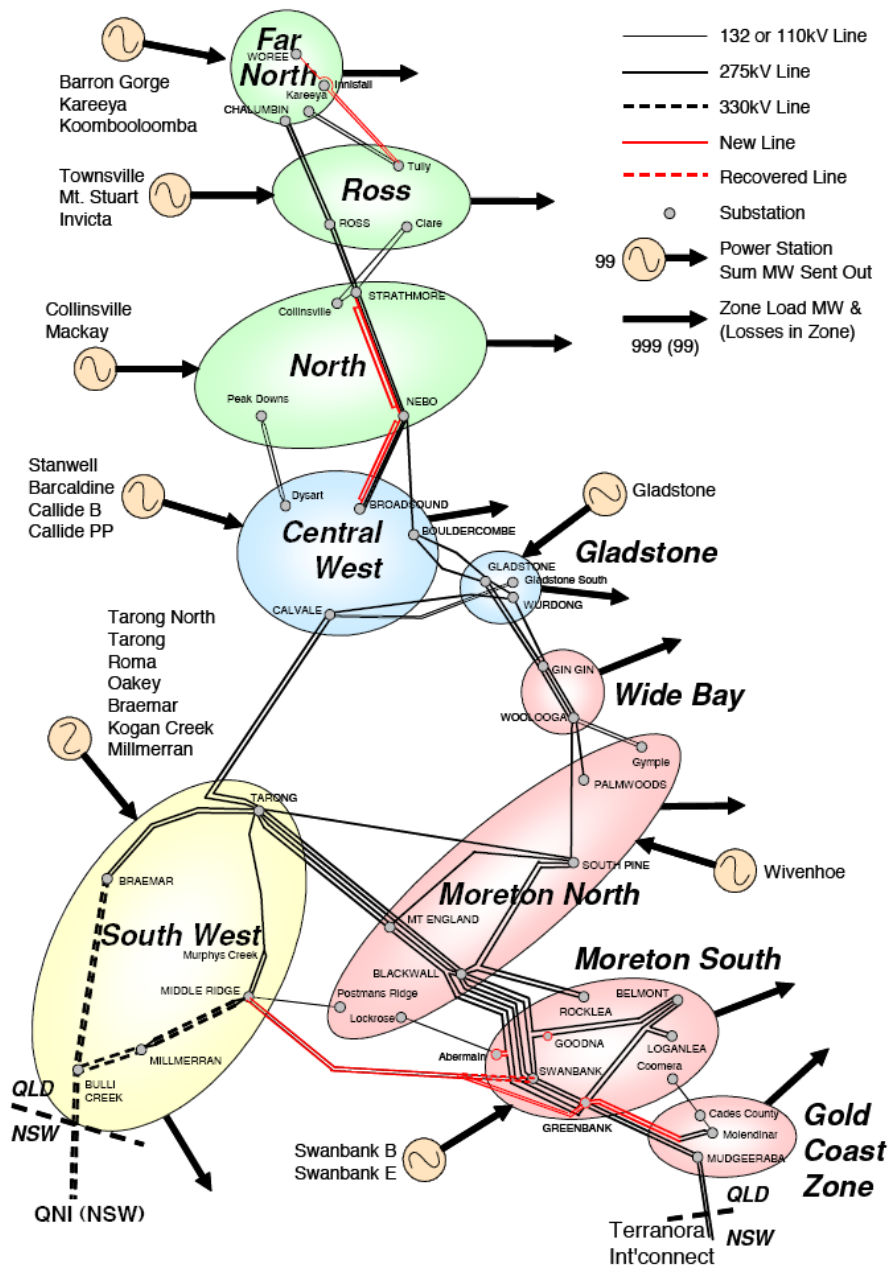 Far
North
WOREE
Innisfail
Kareeya
CHALUMBIN
Barron Gorge
Kareeya
Koombooloomba
132 or 110kV Line
275kV Line
330kV Line
New Line
Recovered Line
Substation
99
Power Station
Sum MW Sent Out
Zone Load MW &
(Losses in Zone)
999 (99)
Townsville
Mt. Stuart
Invicta
Tully
Ross
ROSS
Clare
Collinsville
Mackay
STRATHMORE
Collinsville
North
Peak Downs
NEBO
Stanwell
Barcaldine
Callide B
Callide PP
Dysart
BROADSOUND
Central
West
BOULDERCOMBE
CALVALE
Gladstone
Gladstone
GLADSTONE
Gladstone South
WURDONG
Tarong North
Tarong
Roma
Oakey
Braemar
Kogan Creek
Millmerran
GIN GIN
Wide Bay
WOOLOOGA
Gympie
PALMWOODS
TARONG
BRAEMAR
SOUTH PINE
Wivenhoe
Moreton North
MT ENGLAND
South West
Murphys Creek
BLACKWALL
MIDDLE RIDGE
Postmans Ridge
Lockrose
Moreton South
BELMONT
ROCKLEA
GOODNA
LOGANLEA
Abermain
Coomera
SWANBANK
MILLMERRAN
BULLI
CREEK
QLD
NSW
GREENBANK
Cades County
Molendinar
MUDGEERABA
Gold
Coast
Zone
Swanbank B
Swanbank E
QNI (NSW)
QLD
NSW
Terranora
Int'connect